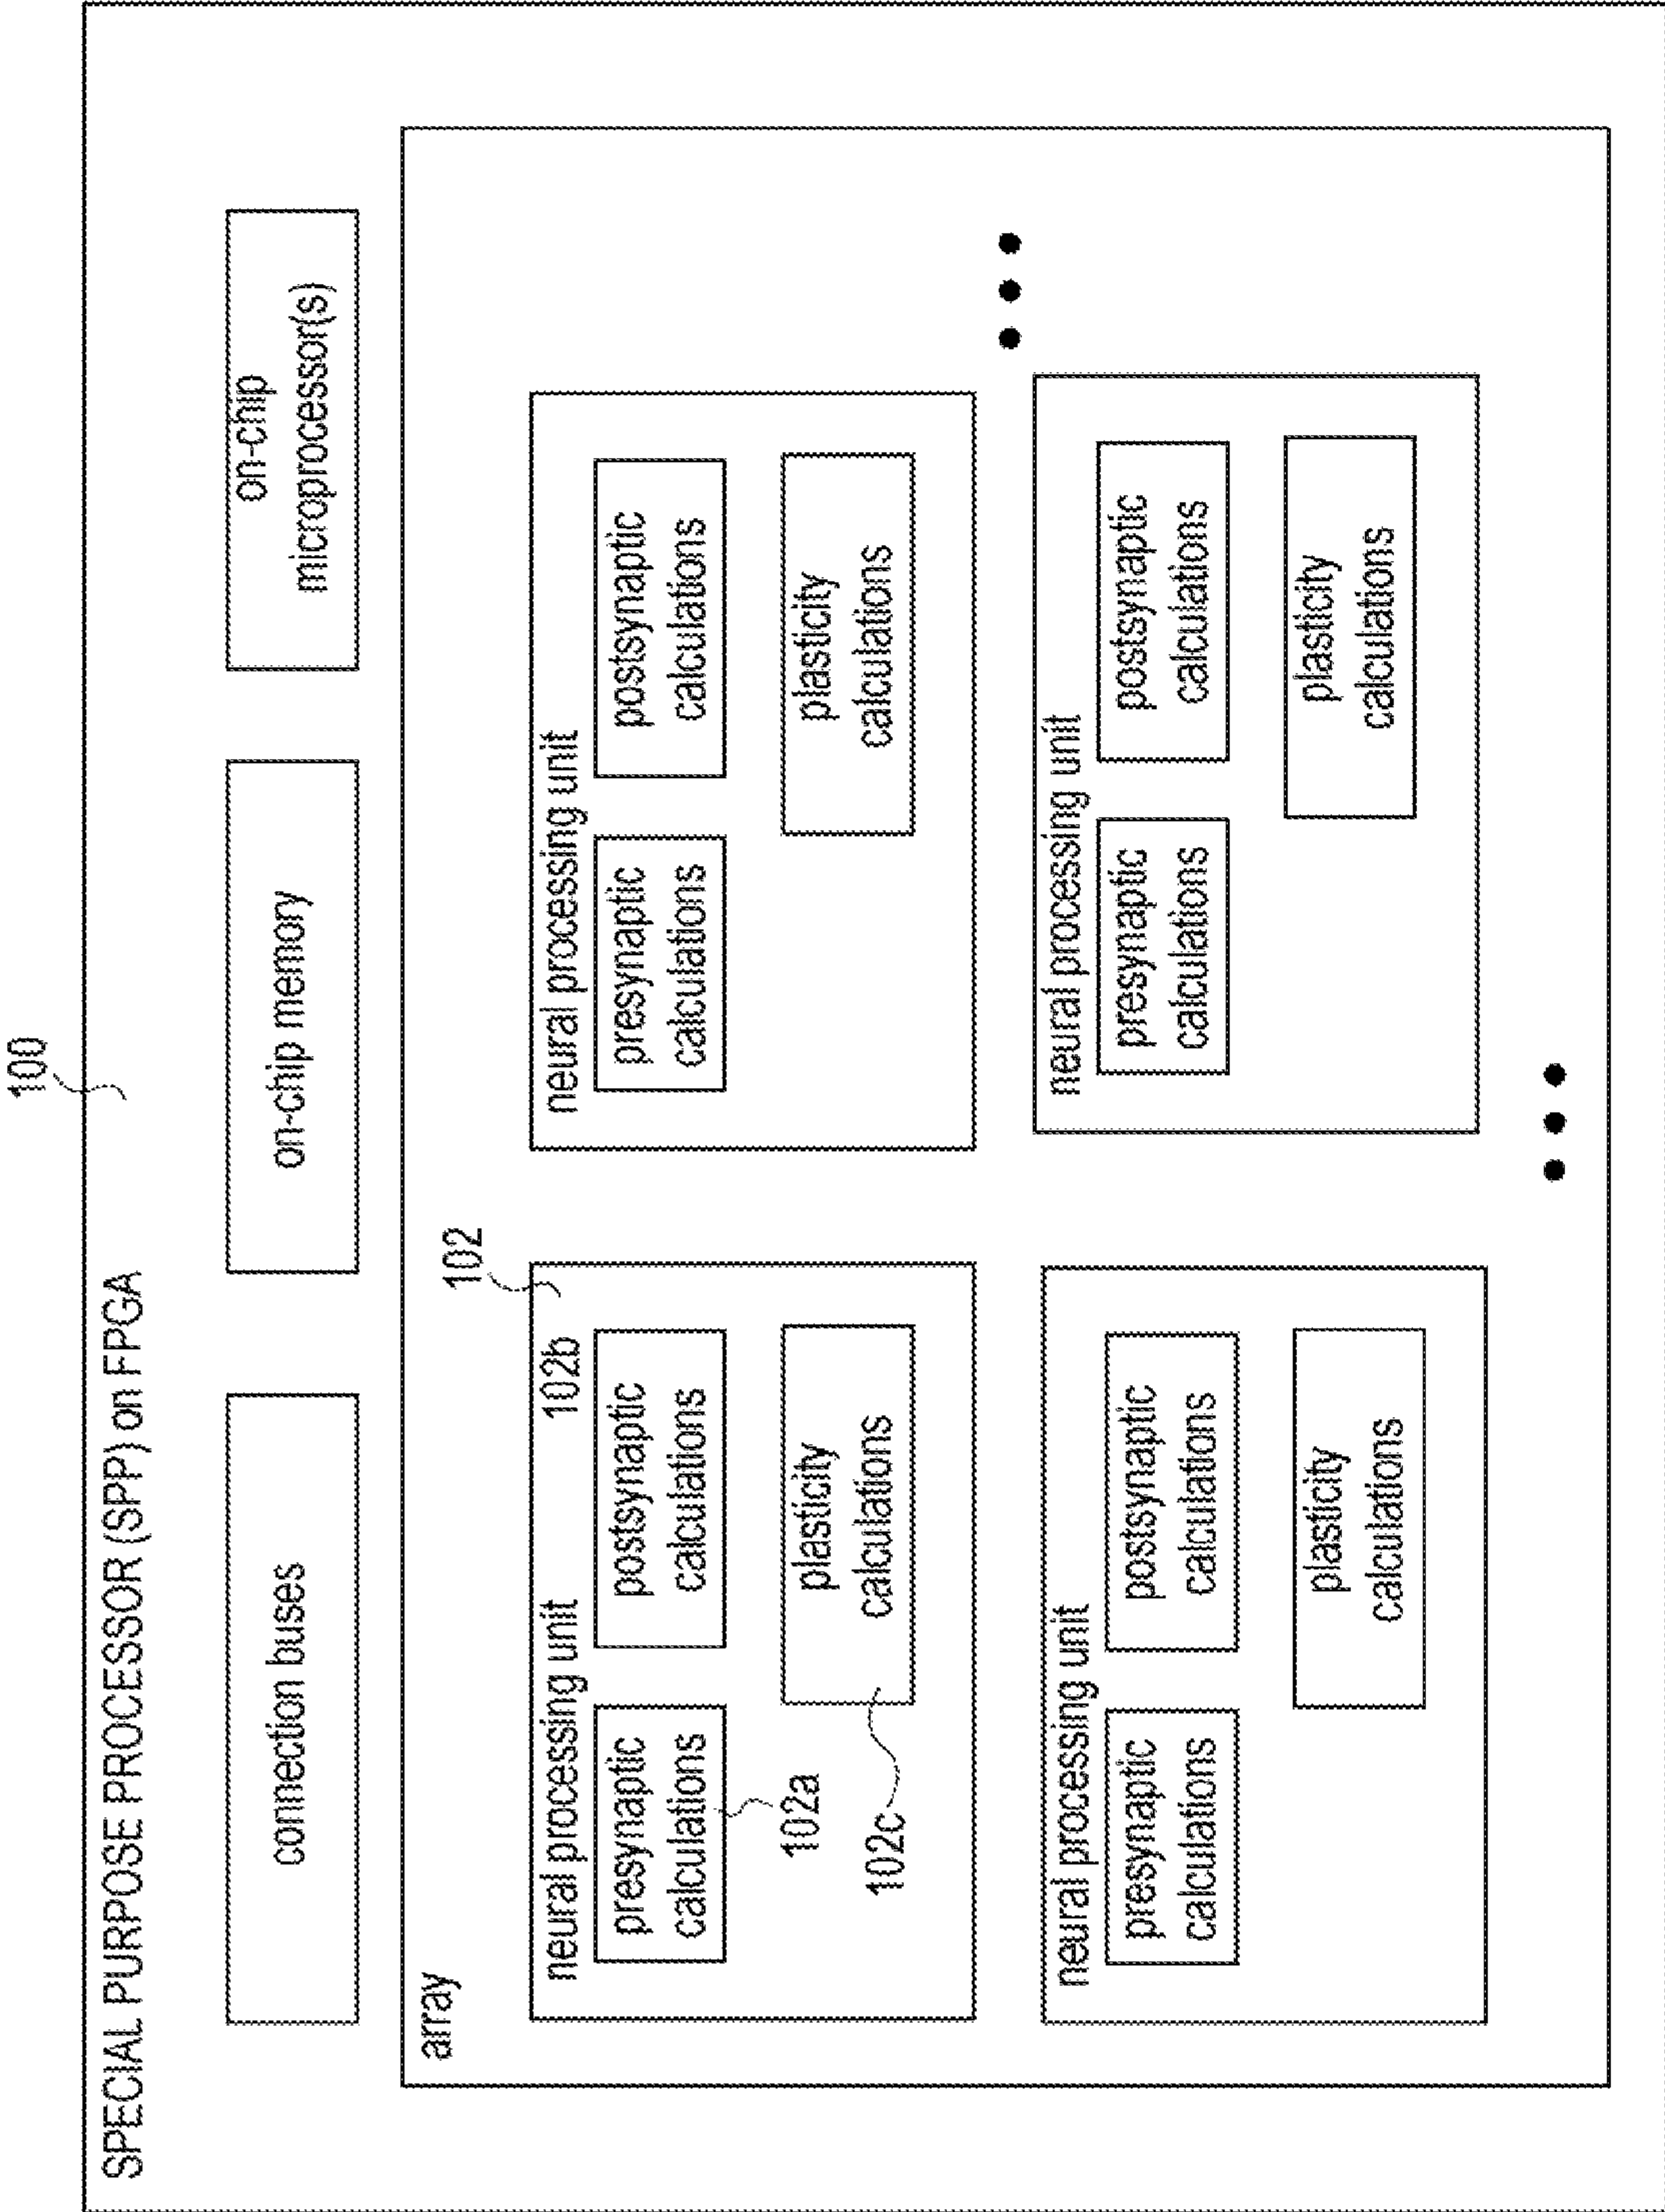 100
SPECIAL PURPOSE PROCESSOR (SPP) on FPGA
connection buses
on-chip memory
on-chip
microprocessor(s)
array
102
neural processing unit
102b
presynaptic
calculations
postsynaptic
calculations
102a
plasticity
calculations
102c
neural processing unit
presynaptic
calculations
postsynaptic
calculations
plasticity
calculations
neural processing unit
presynaptic
calculations
postsynaptic
calculations
plasticity
calculations
neural processing unit
presynaptic
calculations
postsynaptic
calculations
plasticity
calculations